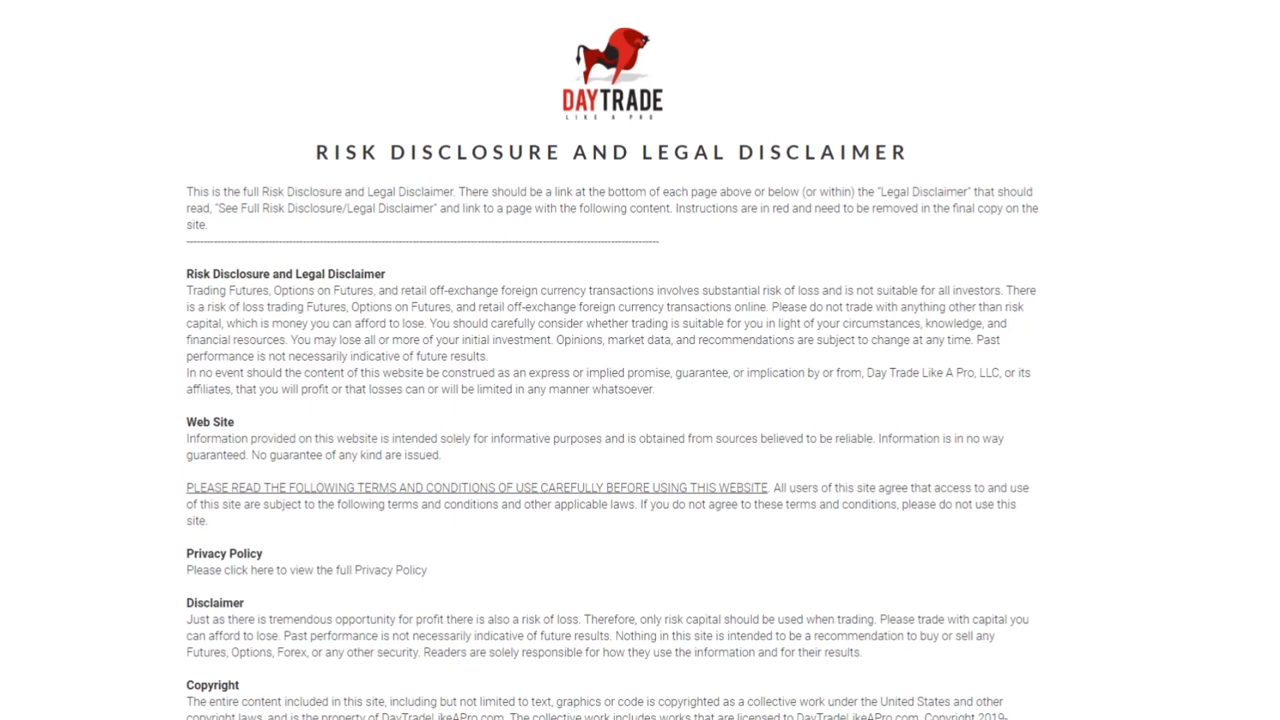 DAYTRADE
LIKE A PRO
RISK DISCLOSURE AND LEGAL DISCLAIMER
This is the full Risk Disclosure and Legal Disclaimer. There should be a link at the bottom of each page above or below (or within) the "Legal Disclaimer" that should
read, "See Full Risk Disclosure/Legal Disclaimer" and link to a page with the following content. Instructions are in red and need to be removed in the final copy on the
site.
--------------------------------------------------------------------------------------------------------------------------------------------
Risk Disclosure and Legal Disclaimer
Trading Futures, Options on Futures, and retail off-exchange foreign currency transactions involves substantial risk of loss and is not suitable for all investors. There
is a risk of loss trading Futures, Options on Futures, and retail off-exchange foreign currency transactions online. Please do not trade with anything other than risk
capital, which is money you can afford to lose. You should carefully consider whether trading is suitable for you in light of your circumstances, knowledge, and
financial resources. You may lose all or more of your initial investment. Opinions, market data, and recommendations are subject to change at any time. Past
performance is not necessarily indicative of future results.
In no event should the content of this website be construed as an express or implied promise, guarantee, or implication by or from, Day Trade Like A Pro, LLC, or its
affiliates, that you will profit or that losses can or will be limited in any manner whatsoever.
Web Site
Information provided on this website is intended solely for informative purposes and is obtained from sources believed to be reliable. Information is in no way
guaranteed. No guarantee of any kind are issued.
PLEASE READ THE FOLLOWING TERMS AND CONDITIONS OF USE CAREFULLY BEFORE USING THIS WEBSITE. All users of this site agree that access to and use
of this site are subject to the following terms and conditions and other applicable laws. If you do not agree to these terms and conditions, please do not use this
site.
Privacy Policy
Please click here to view the full Privacy Policy
Disclaimer
Just as there is tremendous opportunity for profit there is also a risk of loss. Therefore, only risk capital should be used when trading. Please trade with capital you
can afford to lose. Past performance is not necessarily indicative of future results. Nothing in this site is intended to be a recommendation to buy or sell any
Futures, Options, Forex, or any other security. Readers are solely responsible for how they use the information and for their results.
Copyright
The entire content included in this site, including but not limited to text, graphics or code is copyrighted as a collective work under the United States and other
copyright laws, and is the property of DayTradeLikeAPro.com. The collective work includes works that are licensed to DayTradeLikeAPro.com. Copyright 2019-